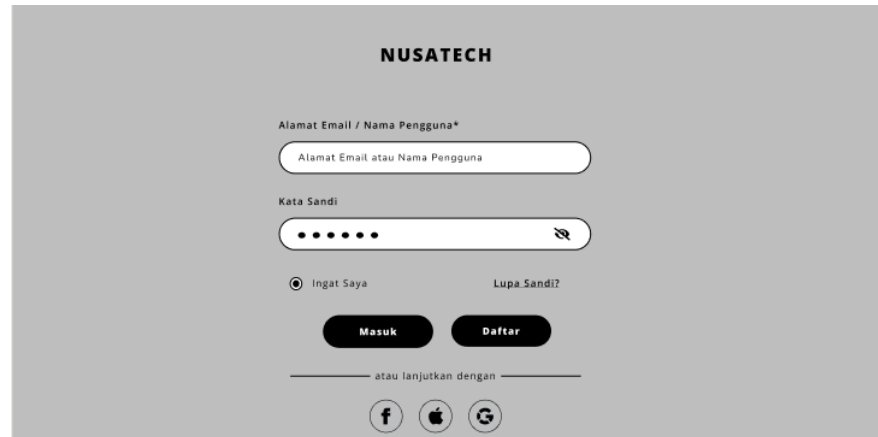 NUSATECH
Alamat Email / Nama Pengguna*
Alamat Email atau Nama Pengguna
Kata Sandi
Ingat Saya
Lupa Sandi?
Masuk
Daftar
atau lanjutkan dengan